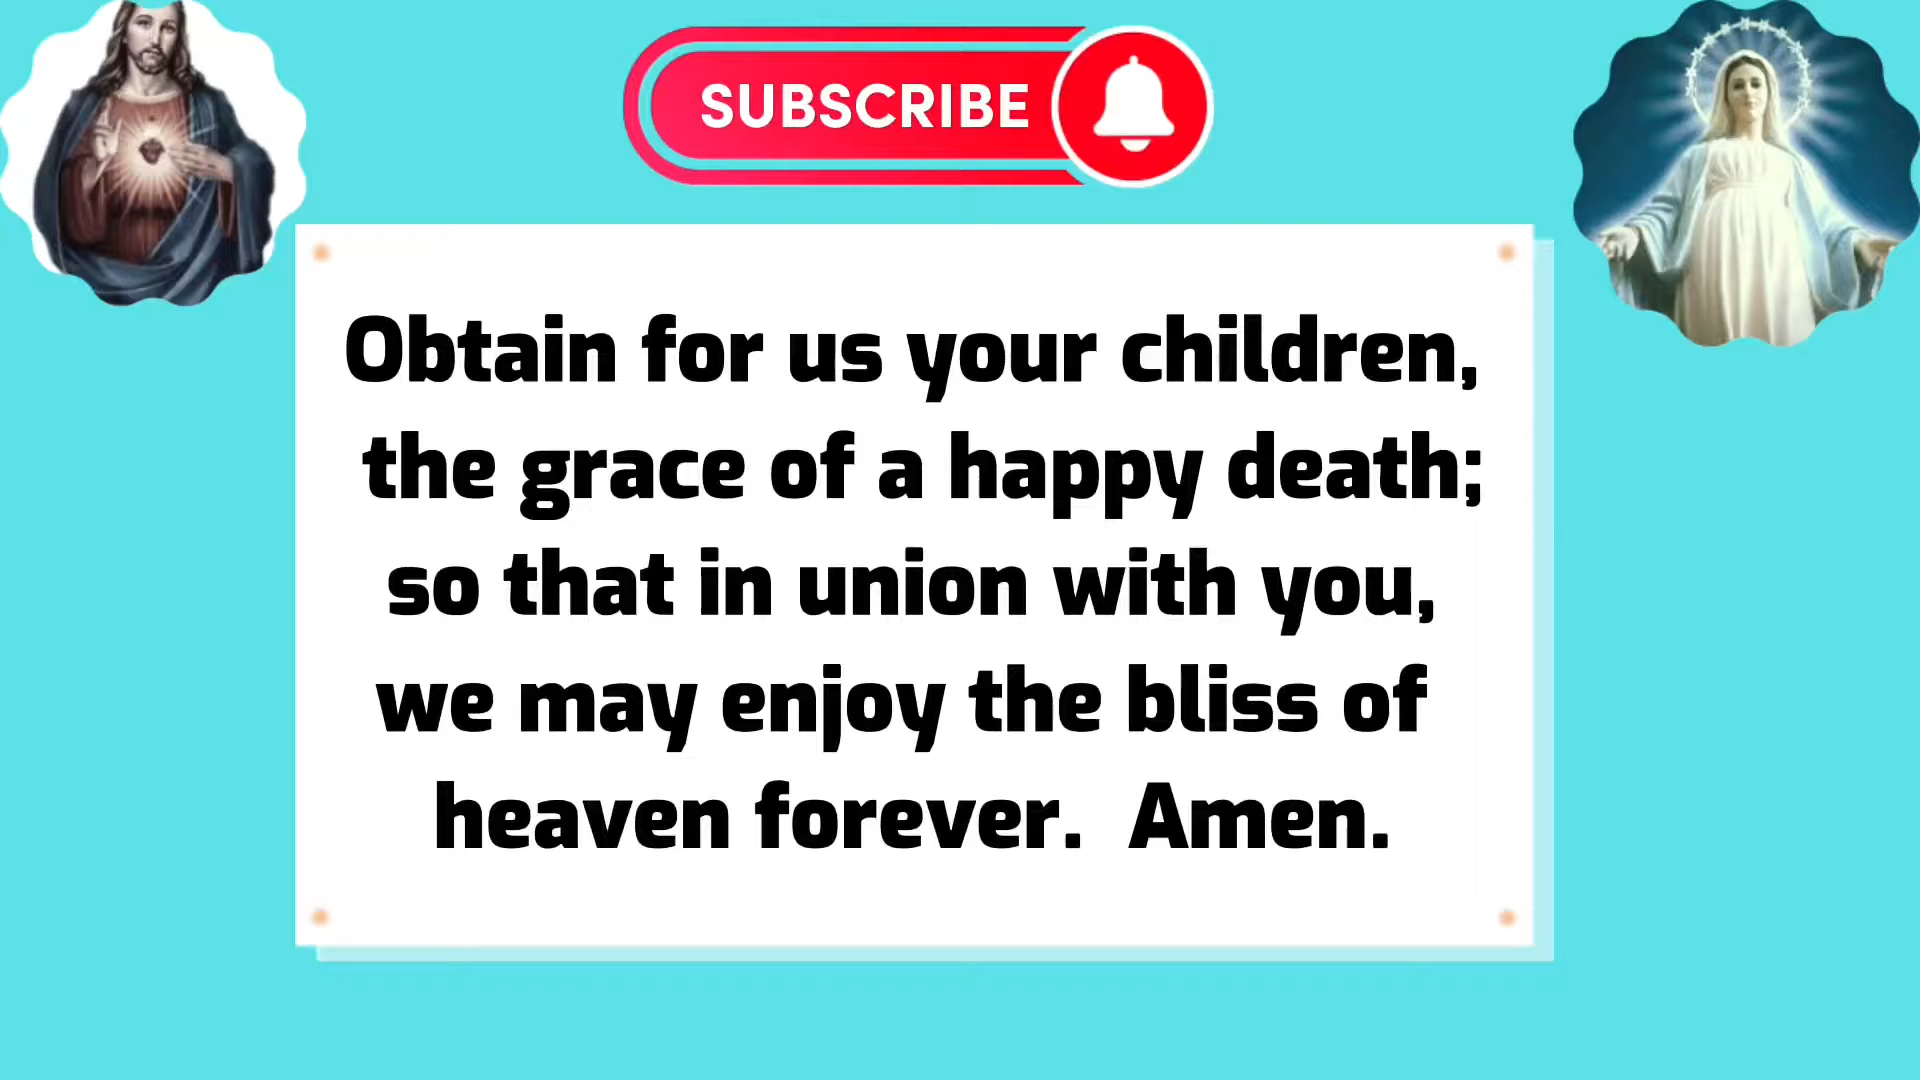 SUBSCRIBE
Obtain for us your children,
the grace of a happy death;
so that in union with you,
we may enjoy the bliss of
heaven forever.  Amen.